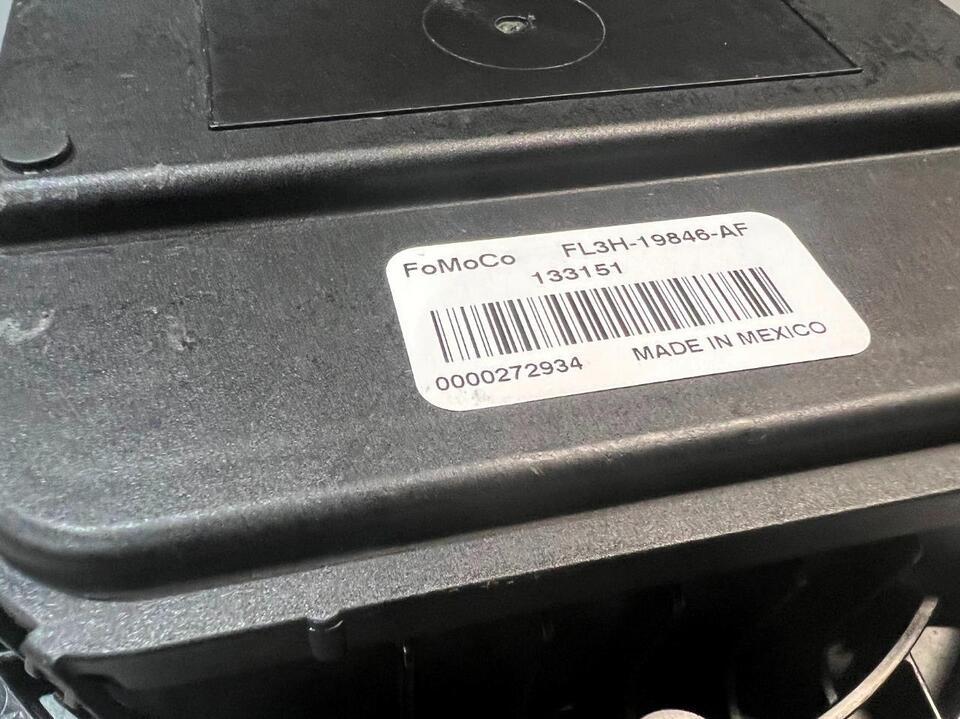 FoMoCo FL3H-19846-AF
133151
0000272934 MADE IN MEXICO